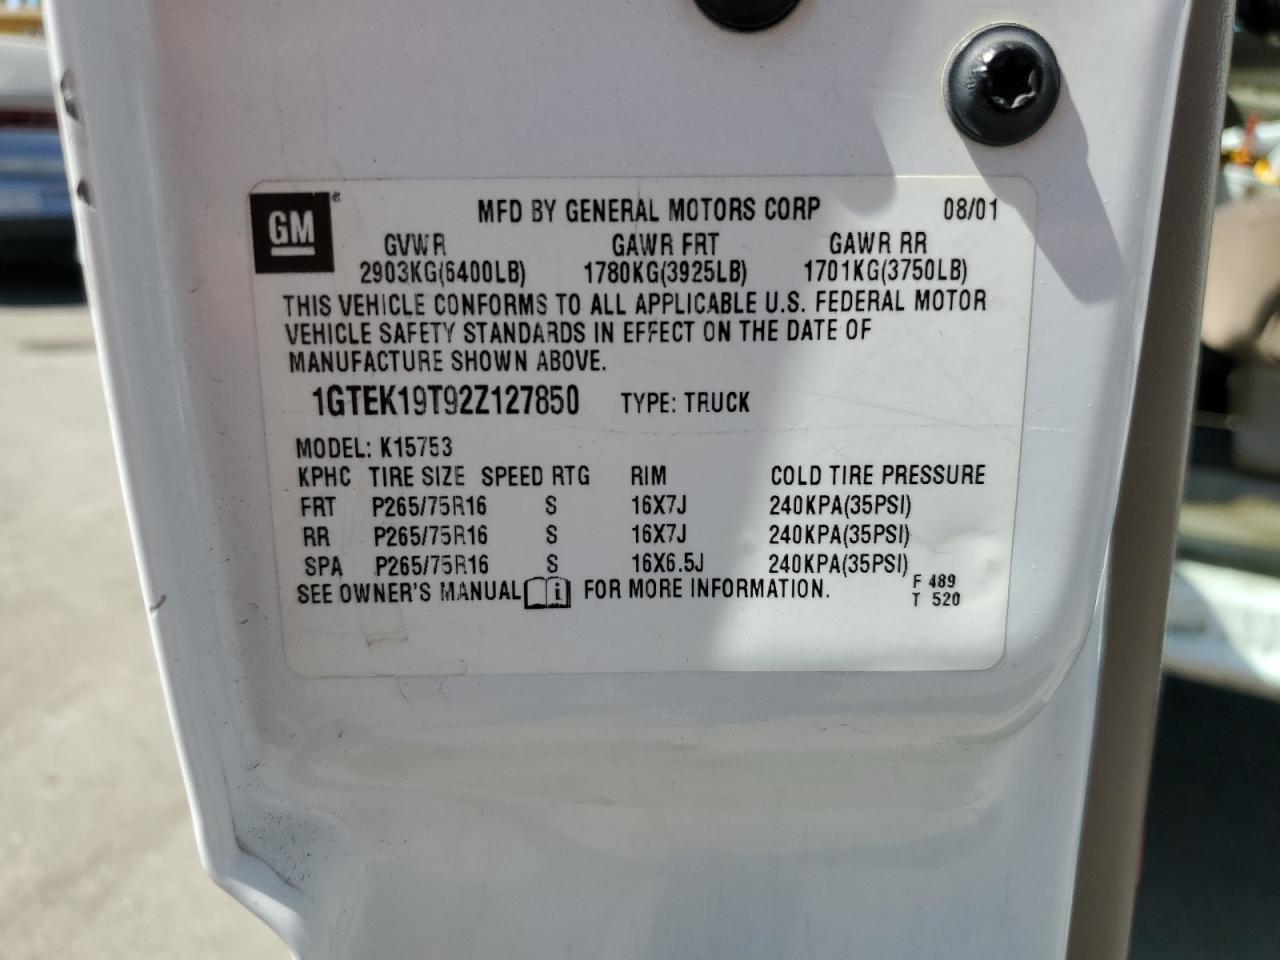 GM®
MFD BY GENERAL MOTORS CORP 08/01
GVWR GAWR FRT GAWR RR
2903KG(6400LB) 1780KG(3925LB) 1701KG(3750LB)
THIS VEHICLE CONFORMS TO ALL APPLICABLE U.S. FEDERAL MOTOR
VEHICLE SAFETY STANDARDS IN EFFECT ON THE DATE OF
MANUFACTURE SHOWN ABOVE.
1GTEK19T92Z127850 TYPE: TRUCK
MODEL: K15753
KPHC TIRE SIZE SPEED RTG RIM COLD TIRE PRESSURE
FRT P265/75R16 S 16X7J 240KPA(35PSI)
RR P265/75R16 S 16X7J 240KPA(35PSI)
SPA P265/75R16 S 16X6.5J 240KPA(35PSI)
SEE OWNER'S MANUAL i FOR MORE INFORMATION.
F 489
T 520